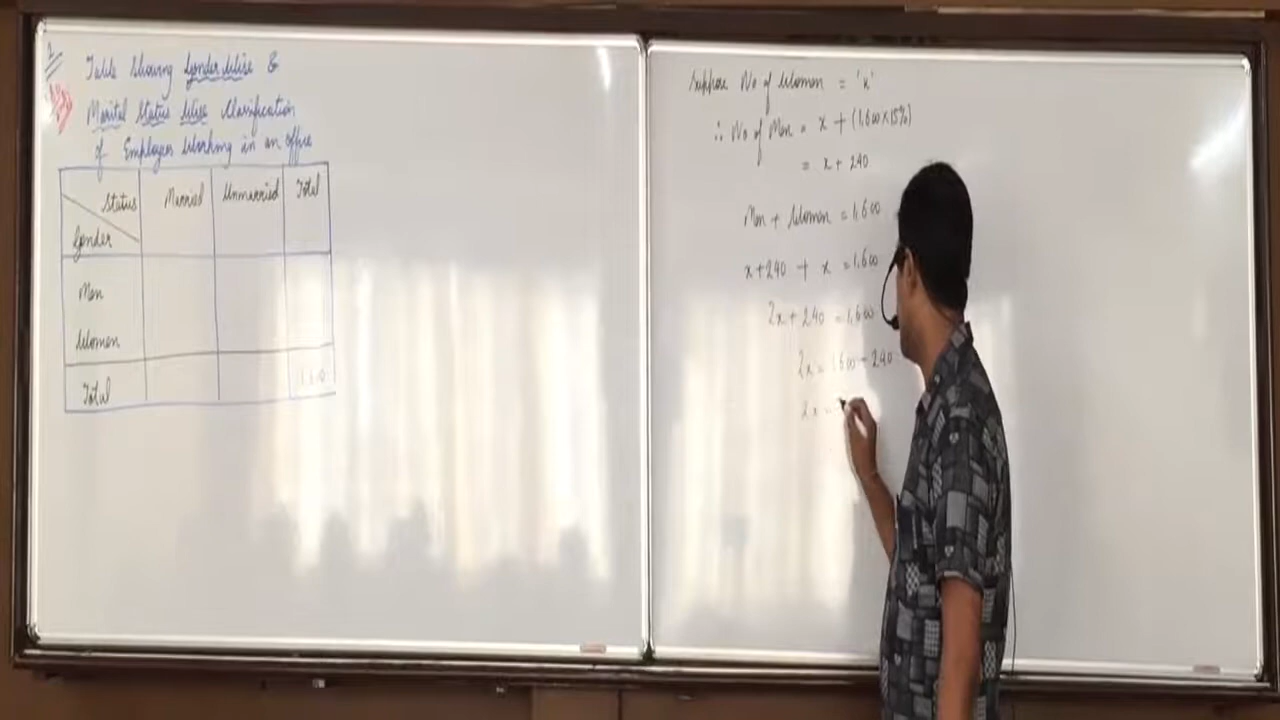 2
Table Showing Gender Wise &
Marital Status Wise Classification
of Employees Working in an office
Status Married Unmarried Total
Gender
Men
Women
Total 1,600
Suppose No of Women = 'x'
∴ No of Men = x + (1,600 x 15%)
= x + 240
Men + Women = 1,600
x + 240 + x = 1,600
2x + 240 = 1,600
2x = 1600 - 240
2x =